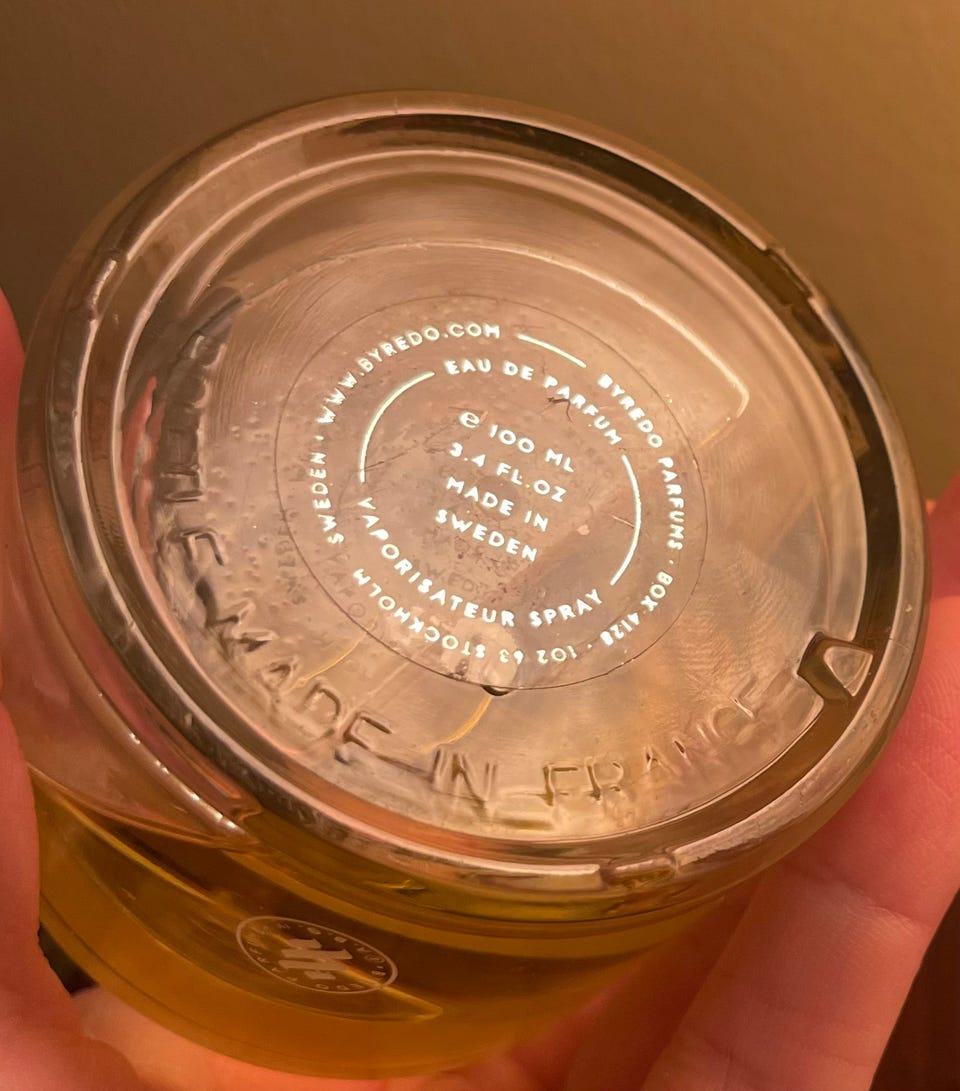 BYREDO PARFUMS · BOX 4128 · 102 63 STOCKHOLM
SWEDEN · WWW.BYREDO.COM
EAU DE PARFUM
℮ 100 ML
3.4 FL.OZ
MADE IN
SWEDEN
VAPORISATEUR SPRAY
MADE IN FRANCE